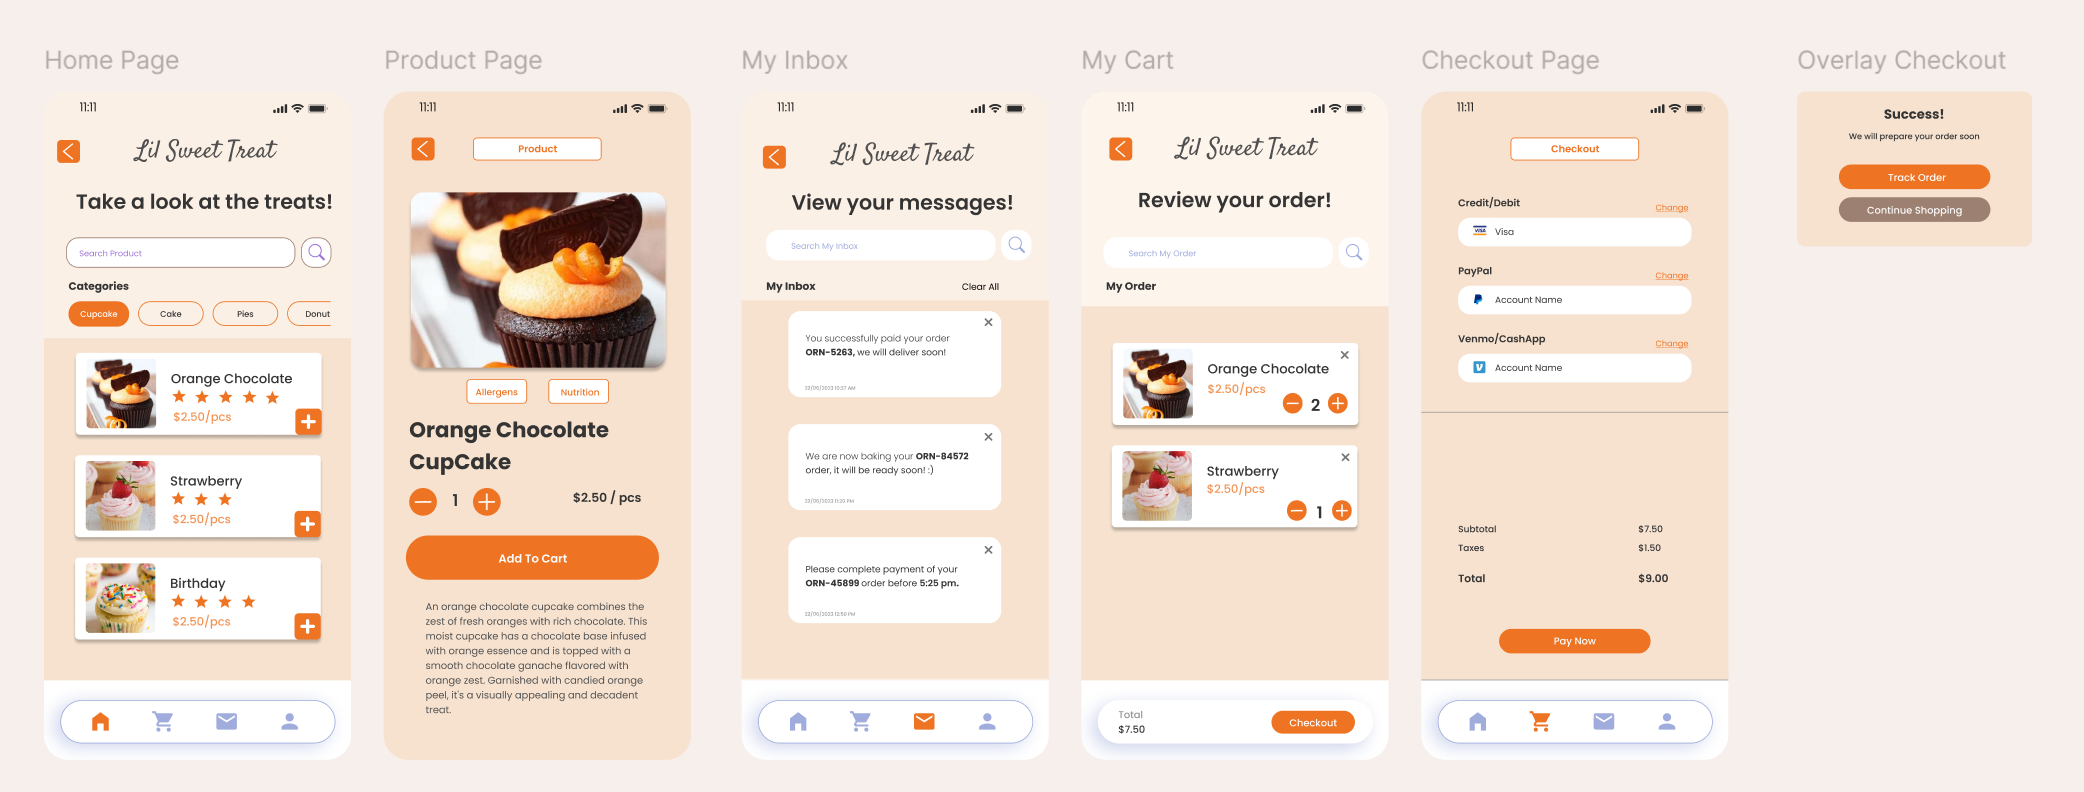 Home Page
11:11
Lil Sweet Treat
Take a look at the treats!
Search Product
Categories
Cupcake
Cake
Pies
Donut
Orange Chocolate
$2.50/pcs
Strawberry
$2.50/pcs
Birthday
$2.50/pcs
Product Page
11:11
Product
Allergens
Nutrition
Orange Chocolate
CupCake
1
$2.50 / pcs
Add To Cart
An orange chocolate cupcake combines the
zest of fresh oranges with rich chocolate. This
moist cupcake has a chocolate base infused
with orange essence and is topped with a
smooth chocolate ganache flavored with
orange zest. Garnished with candied orange
peel, it's a visually appealing and decadent
treat.
My Inbox
11:11
Lil Sweet Treat
View your messages!
Search My Inbox
My Inbox
Clear All
You successfully paid your order
ORN-5263, we will deliver soon!
22/06/2023 10:37 AM
We are now baking your ORN-84572
order, it will be ready soon! :)
Please complete payment of your
ORN-45899 order before 5:25 pm.
My Cart
11:11
Lil Sweet Treat
Review your order!
Search My Order
My Order
Orange Chocolate
$2.50/pcs
2
Strawberry
$2.50/pcs
1
Total
$7.50
Checkout
Checkout Page
11:11
Checkout
Credit/Debit
Change
VISA
Visa
PayPal
Change
Account Name
Venmo/CashApp
Change
Account Name
Subtotal $7.50
Taxes $1.50
Total $9.00
Pay Now
Overlay Checkout
Success!
We will prepare your order soon
Track Order
Continue Shopping